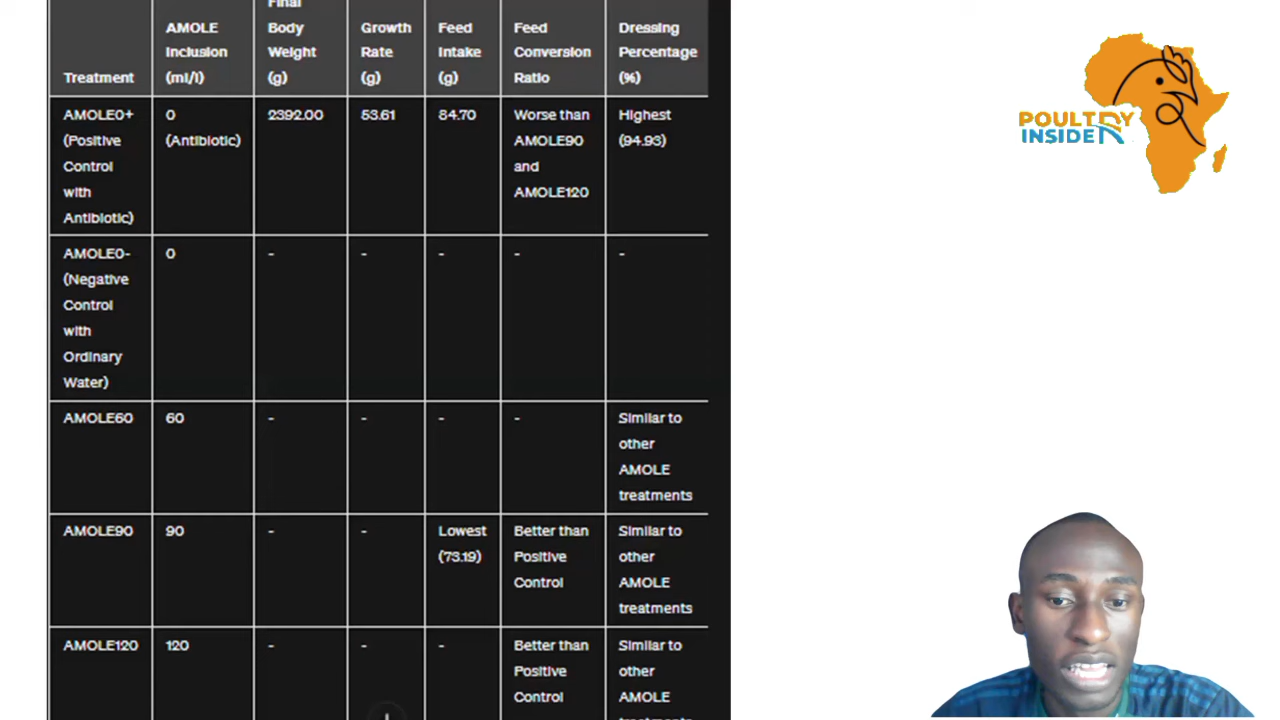 Final
AMOLE Body Growth Feed Feed Dressing
Inclusion Weight Rate Intake Conversion Percentage
Treatment (ml/l) (g) (g) (g) Ratio (%)
AMOLE0+ 0 2392.00 53.61 84.70 Worse than Highest
(Positive (Antibiotic) AMOLE90 (94.93)
Control and
with AMOLE120
Antibiotic)
AMOLE0- 0 - - - - -
(Negative
Control
with
Ordinary
Water)
AMOLE60 60 - - - - Similar to
other
AMOLE
treatments
AMOLE90 90 - - Lowest Better than Similar to
(73.19) Positive other
Control AMOLE
treatments
AMOLE120 120 - - - Better than Similar to
Positive other
Control AMOLE
treatments
POULTRY
INSIDER